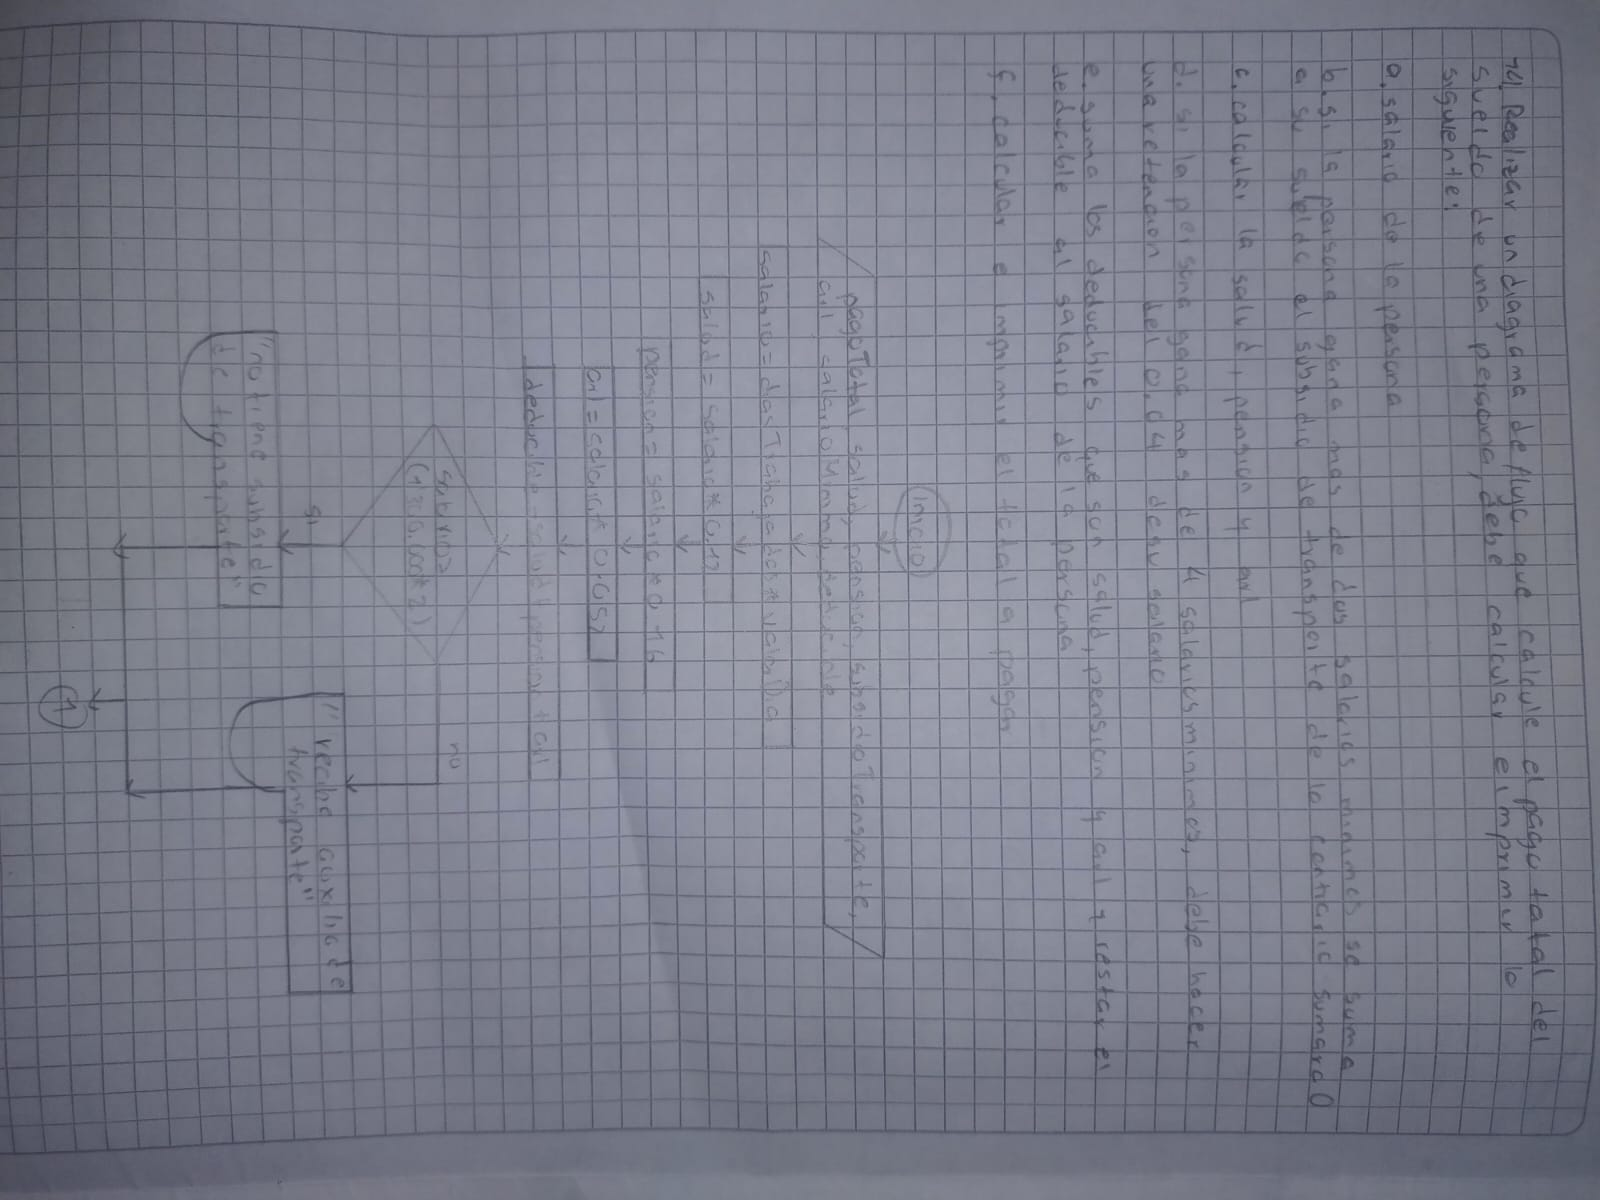 14) Realizar un diagrama de flujo que calcule el pago total del
sueldo de una persona, debe calcular e imprimir lo
siguiente:
a. salario de la persona
b. si la persona gana mas de dos salarios minimos se suma
a su sueldo el subsidio de transporte de lo contrario sumara 0
c. calcular la salud, pension y arl
d. si la persona gana mas de 4 salarios minimos, debe hacer
una retencion del 0,04 de su salario
e. suma los deducibles que son salud, pension y arl y restar el
deducible al salario de la persona
f. calcular e imprimir el total a pagar
Inicio
pagoTotal, salud, pension, subsidoTransporte,
arl, salarioMinimo, deducible
salario = diasTrabajados * valorDia
salud = salario * 0.12
pension = salario * 0.16
arl = salario * 0.052
deducible = salud + pension + arl
(1300.000*2)
si
no
"no tiene subsidio
de transporte"
"recibe auxilio de
transporte"
1